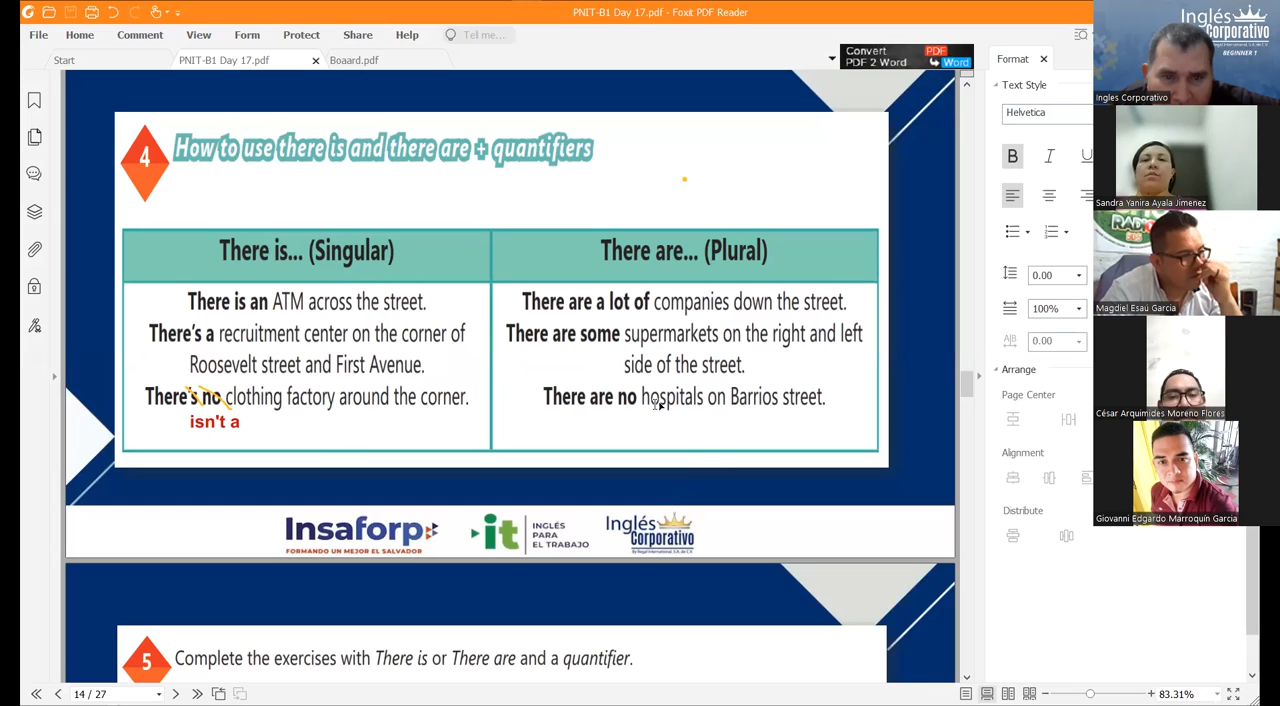 PNIT-B1 Day 17.pdf - Foxit PDF Reader
File Home Comment View Form Protect Share Help Tell me...
Start PNIT-B1 Day 17.pdf Boaard.pdf
Convert PDF
PDF 2 Word Word
4 How to use there is and there are + quantifiers
There is... (Singular)
There is an ATM across the street.
There's a recruitment center on the corner of
Roosevelt street and First Avenue.
There's no clothing factory around the corner.
isn't a
There are... (Plural)
There are a lot of companies down the street.
There are some supermarkets on the right and left
side of the street.
There are no hospitals on Barrios street.
Insaforp
FORMANDO UN MEJOR EL SALVADOR
it
INGLÉS
PARA
EL TRABAJO
Inglés
Corporativo
By Regal International, S.A. de C.V.
5 Complete the exercises with There is or There are and a quantifier.
14 / 27
83.31%
Format
Text Style
Helvetica
B I U
0.00
100%
0.00
Arrange
Page Center
Alignment
Distribute
Inglés
Corporativo
BEGINNER 1
Ingles Corporativo
Sandra Yanira Ayala Jimenez
RADIO
Magdiel Esaú Garcia
César Arquimides Moreno Flores
Giovanni Edgardo Marroquín Garcia